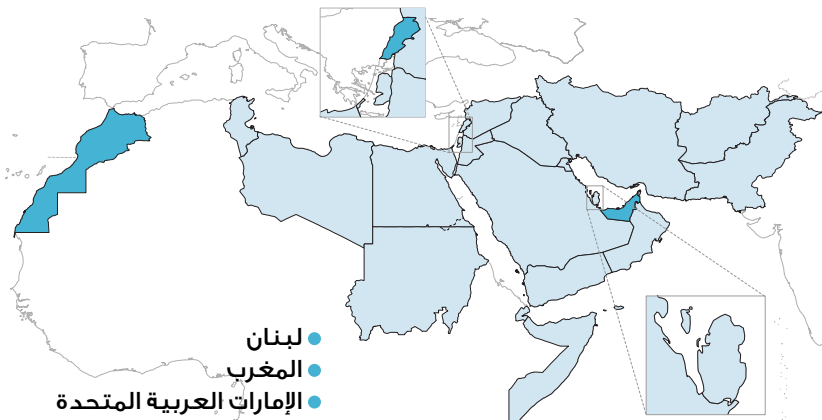 لبنان
المغرب
الإمارات العربية المتحدة